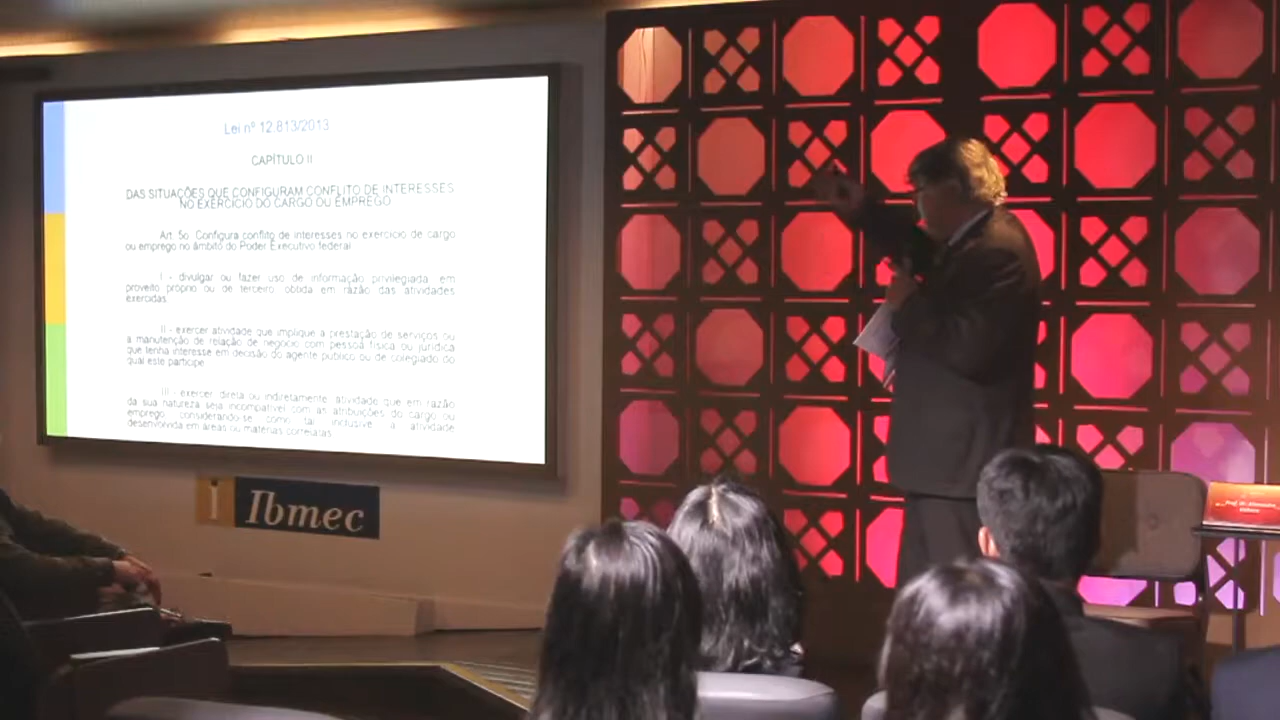 Lei nº 12.813/2013
CAPÍTULO II
DAS SITUAÇÕES QUE CONFIGURAM CONFLITO DE INTERESSES
NO EXERCÍCIO DO CARGO OU EMPREGO
Art. 5o Configura conflito de interesses no exercício de cargo
ou emprego no âmbito do Poder Executivo federal:
I - divulgar ou fazer uso de informação privilegiada, em
proveito próprio ou de terceiro, obtida em razão das atividades
exercidas;
II - exercer atividade que implique a prestação de serviços ou
a manutenção de relação de negócio com pessoa física ou jurídica
que tenha interesse em decisão do agente público ou de colegiado do
qual este participe;
III - exercer, direta ou indiretamente, atividade que em razão
da sua natureza seja incompatível com as atribuições do cargo ou
emprego, considerando-se como tal, inclusive, a atividade
desenvolvida em áreas ou matérias correlatas;
Ibmec
Prof. Dr.